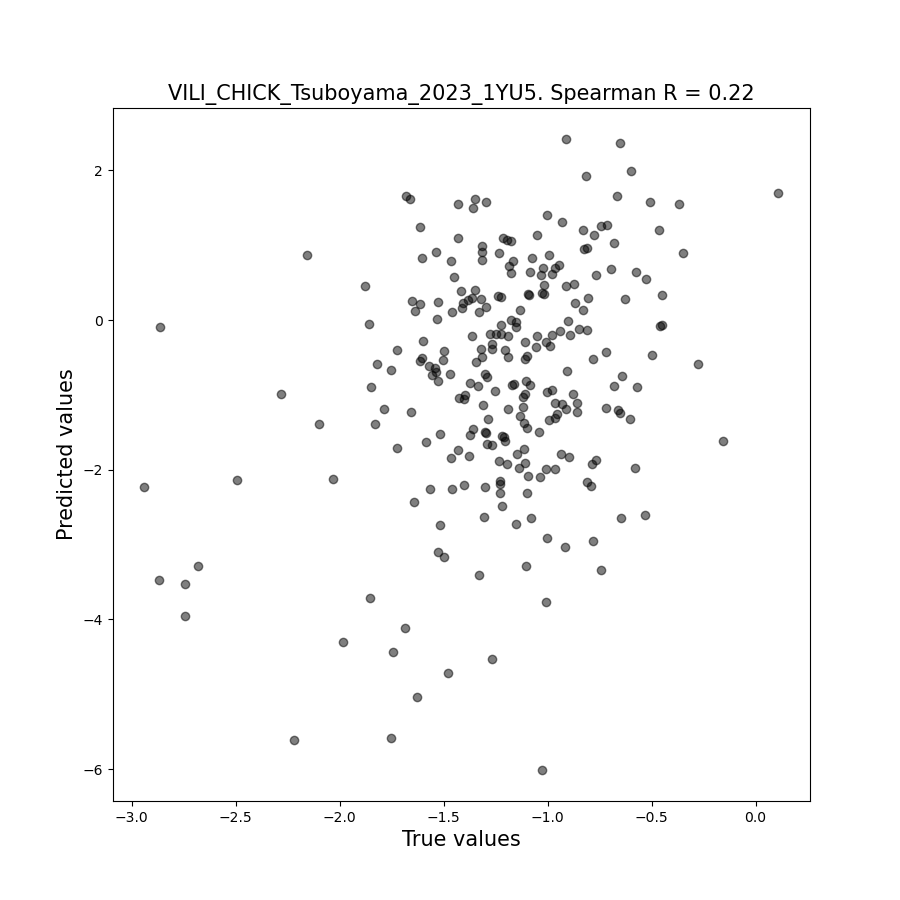 VILI_CHICK_Tsuboyama_2023_1YU5. Spearman R = 0.22
2
0
−2
−4
−6
Predicted values
−3.0 −2.5 −2.0 −1.5 −1.0 −0.5 0.0
True values